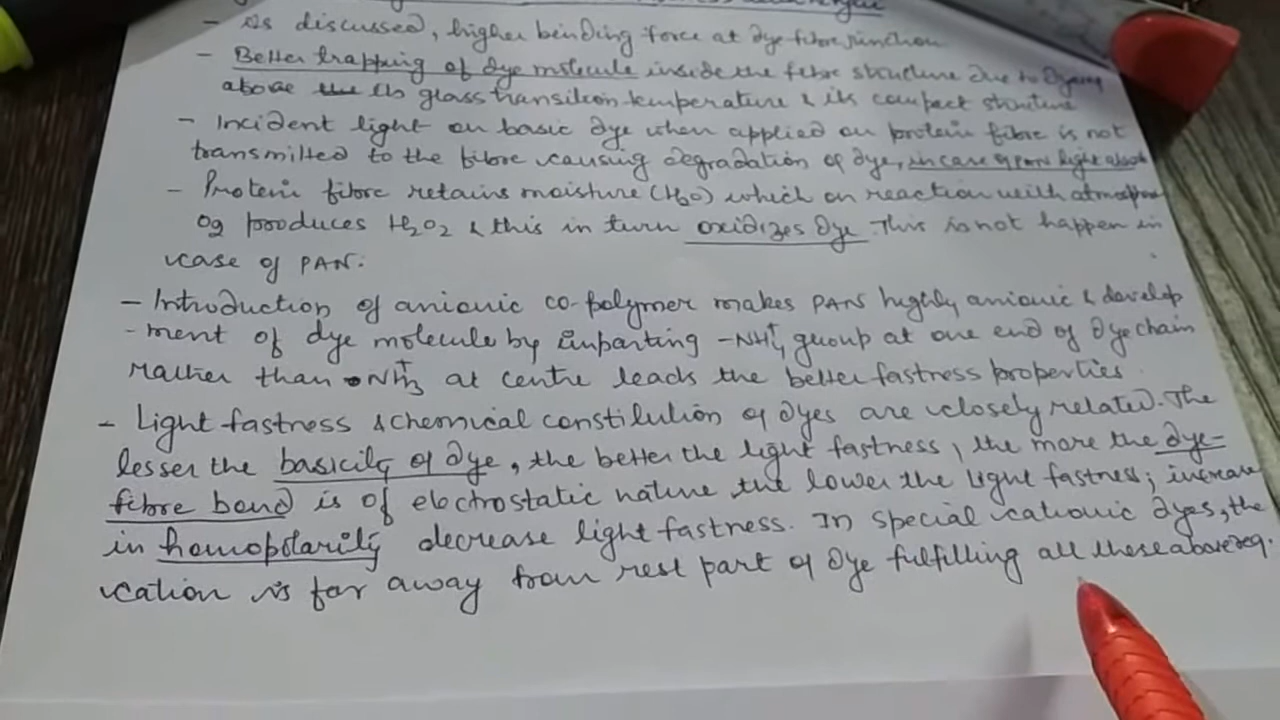 - As discussed, higher bending force at dye-fibre junction
- Better trapping of dye molecule inside the fibre structure due to Dyeing
above the its glass transition temperature & its compact structure
- Incident light on basic dye when applied on protein fibre is not
transmitted to the fibre causing degradation of dye, in case of PAN light
- Protein fibre retains moisture (H2O) which on reaction with
O2 produces H2O2 & this in turn oxidizes dye This is not happen in
case of PAN.
- Introduction of anionic co-polymer makes PAN highly anionic & develop
- ment of dye molecule by imparting -NH4+ group at one end of dye chain
rather than NH3+ at centre leads the better fastness properties
- Light fastness & chemical constitution of dyes are closely related. The
lesser the basicity of dye, the better the light fastness, the more the dye-
fibre bond is of electrostatic nature the lower the light fastness; increase
in homopolarity decrease light fastness. In special cationic dyes, the
cation is far away from rest part of dye fulfilling all these above req.